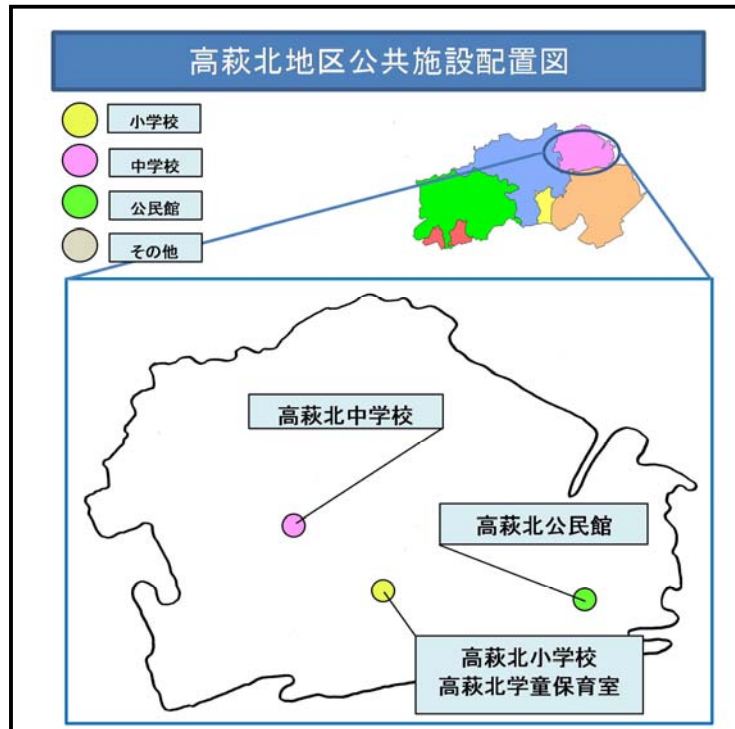 高萩北地区公共施設配置図
小学校
中学校
公民館
その他
高萩北中学校
高萩北公民館
高萩北小学校
高萩北学童保育室